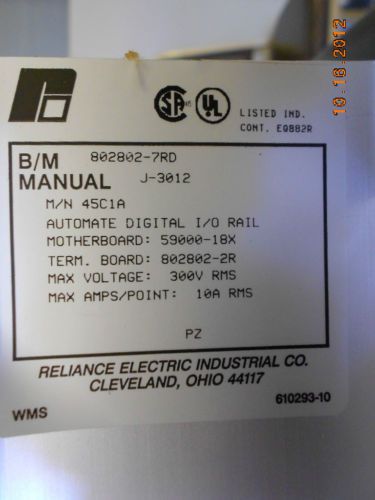 10.16.2012
LISTED IND.
CONT. EQ882R
B/M 802802-7RD
MANUAL J-3012
M/N 45C1A
AUTOMATE DIGITAL I/O RAIL
MOTHERBOARD: 59000-18X
TERM. BOARD: 802802-2R
MAX VOLTAGE: 300V RMS
MAX AMPS/POINT: 10A RMS
PZ
RELIANCE ELECTRIC INDUSTRIAL CO.
CLEVELAND, OHIO 44117
WMS 610293-10